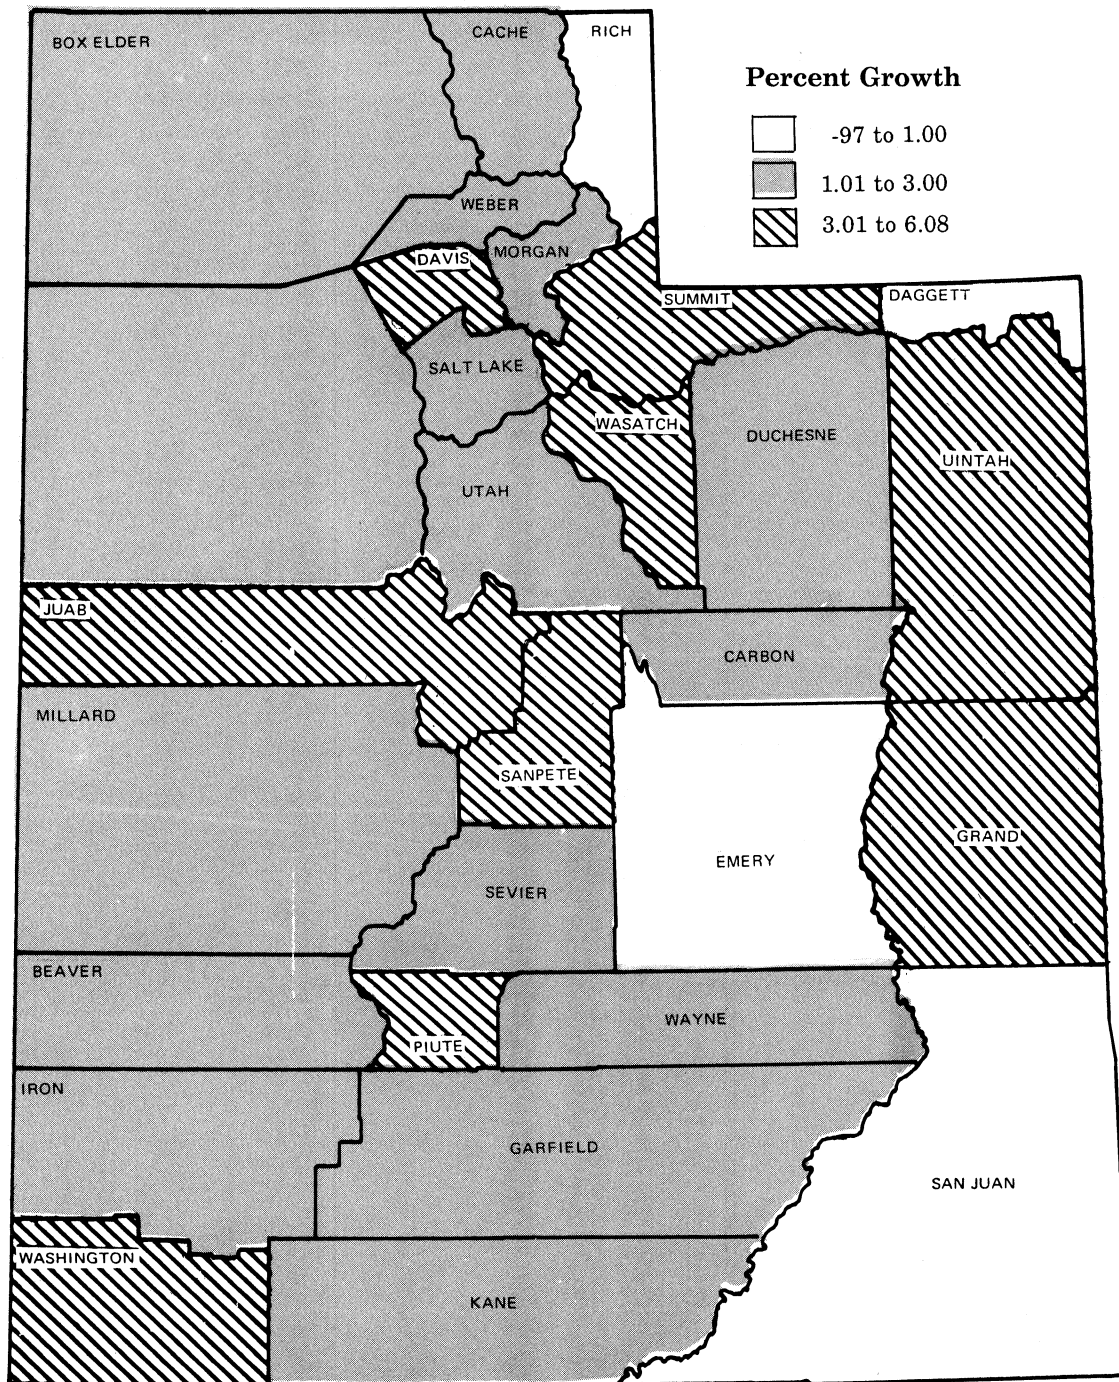 BOX ELDER
CACHE
RICH
Percent Growth
-97 to 1.00
1.01 to 3.00
3.01 to 6.08
WEBER
DAVIS
MORGAN
SUMMIT
DAGGETT
SALT LAKE
WASATCH
DUCHESNE
UINTAH
UTAH
JUAB
CARBON
MILLARD
SANPETE
GRAND
EMERY
SEVIER
BEAVER
WAYNE
PIUTE
IRON
GARFIELD
SAN JUAN
WASHINGTON
KANE